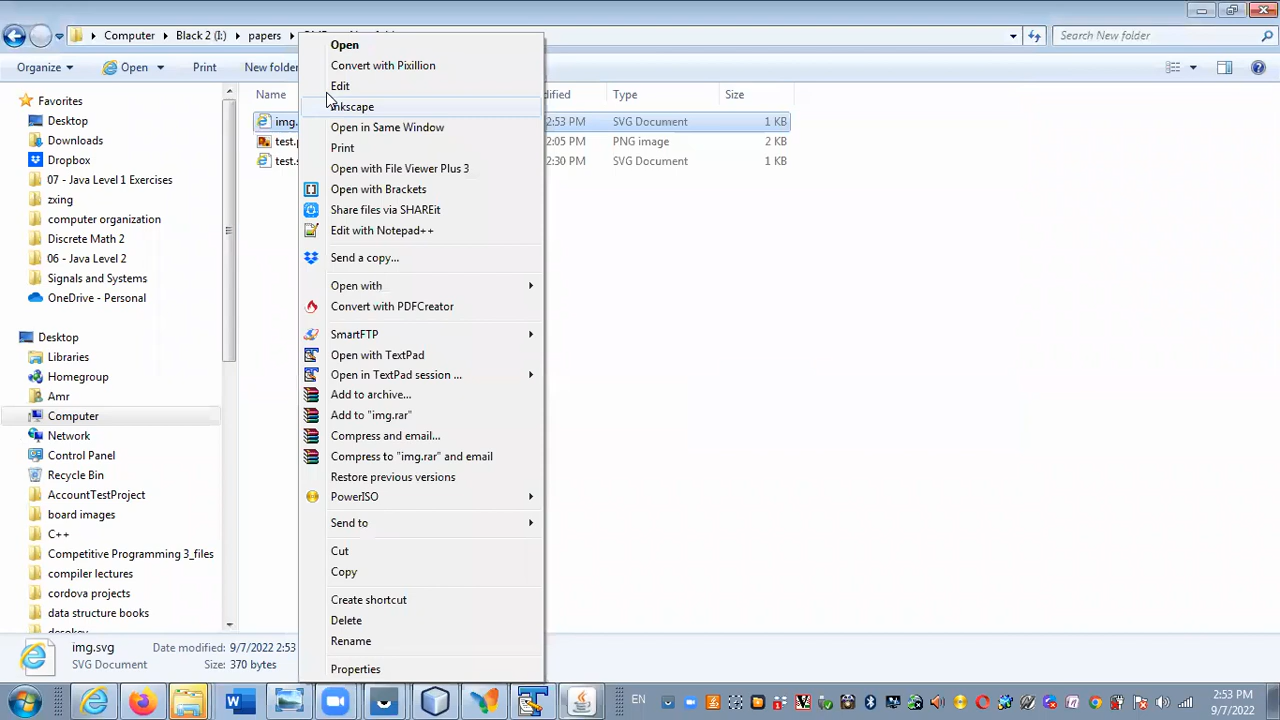 Computer Black 2 (I:) papers
Search New folder
Organize Open Print New folder
Name Type Size
Favorites
Desktop
Downloads
Dropbox
07 - Java Level 1 Exercises
zxing
computer organization
Discrete Math 2
06 - Java Level 2
Signals and Systems
OneDrive - Personal
Desktop
Libraries
Homegroup
Amr
Computer
Network
Control Panel
Recycle Bin
AccountTestProject
board images
C++
Competitive Programming 3_files
compiler lectures
cordova projects
data structure books
2:53 PM SVG Document 1 KB
2:05 PM PNG image 2 KB
2:30 PM SVG Document 1 KB
Open
Convert with Pixillion
Edit
Inkscape
Open in Same Window
Print
Open with File Viewer Plus 3
Open with Brackets
Share files via SHAREit
Edit with Notepad++
Send a copy...
Open with
Convert with PDFCreator
SmartFTP
Open with TextPad
Open in TextPad session ...
Add to archive...
Add to "img.rar"
Compress and email...
Compress to "img.rar" and email
Restore previous versions
PowerISO
Send to
Cut
Copy
Create shortcut
Delete
Rename
Properties
img.svg Date modified: 9/7/2022 2:53
SVG Document Size: 370 bytes
EN
2:53 PM
9/7/2022